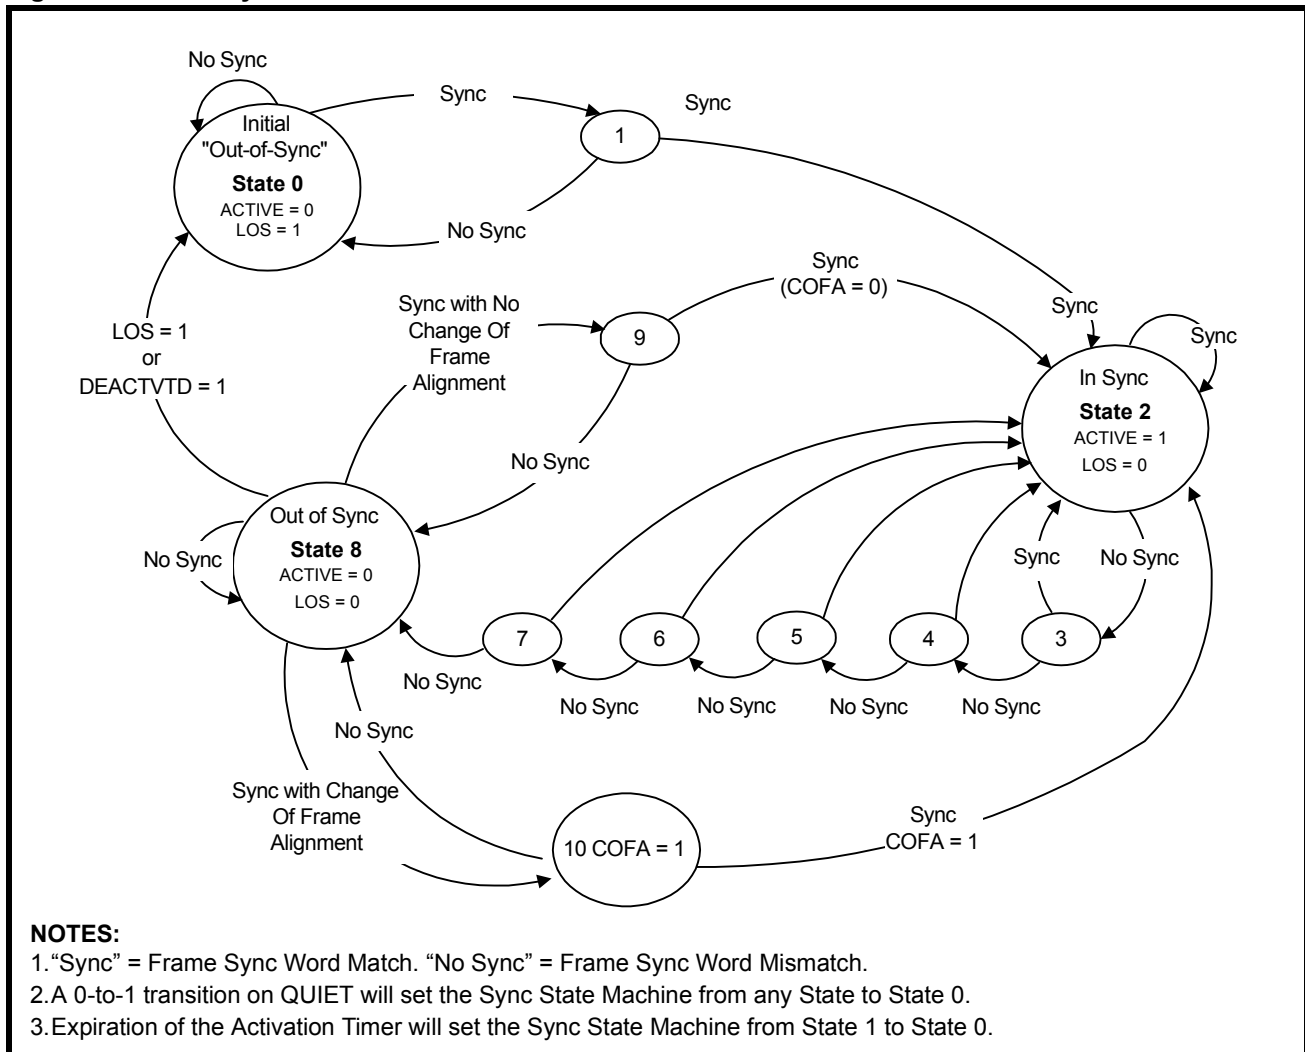 No Sync
Sync
Sync
Initial
"Out-of-Sync"
State 0
ACTIVE = 0
LOS = 1
1
No Sync
Sync
(COFA = 0)
Sync with No
Change Of
Frame
Alignment
9
Sync
Sync
LOS = 1
or
DEACTVTD = 1
In Sync
State 2
ACTIVE = 1
LOS = 0
No Sync
Out of Sync
State 8
ACTIVE = 0
LOS = 0
No Sync
Sync
No Sync
7
6
5
4
3
No Sync
No Sync
No Sync
No Sync
No Sync
No Sync
Sync with Change
Of Frame
Alignment
10 COFA = 1
Sync
COFA = 1
NOTES:
1.“Sync” = Frame Sync Word Match. “No Sync” = Frame Sync Word Mismatch.
2.A 0-to-1 transition on QUIET will set the Sync State Machine from any State to State 0.
3.Expiration of the Activation Timer will set the Sync State Machine from State 1 to State 0.